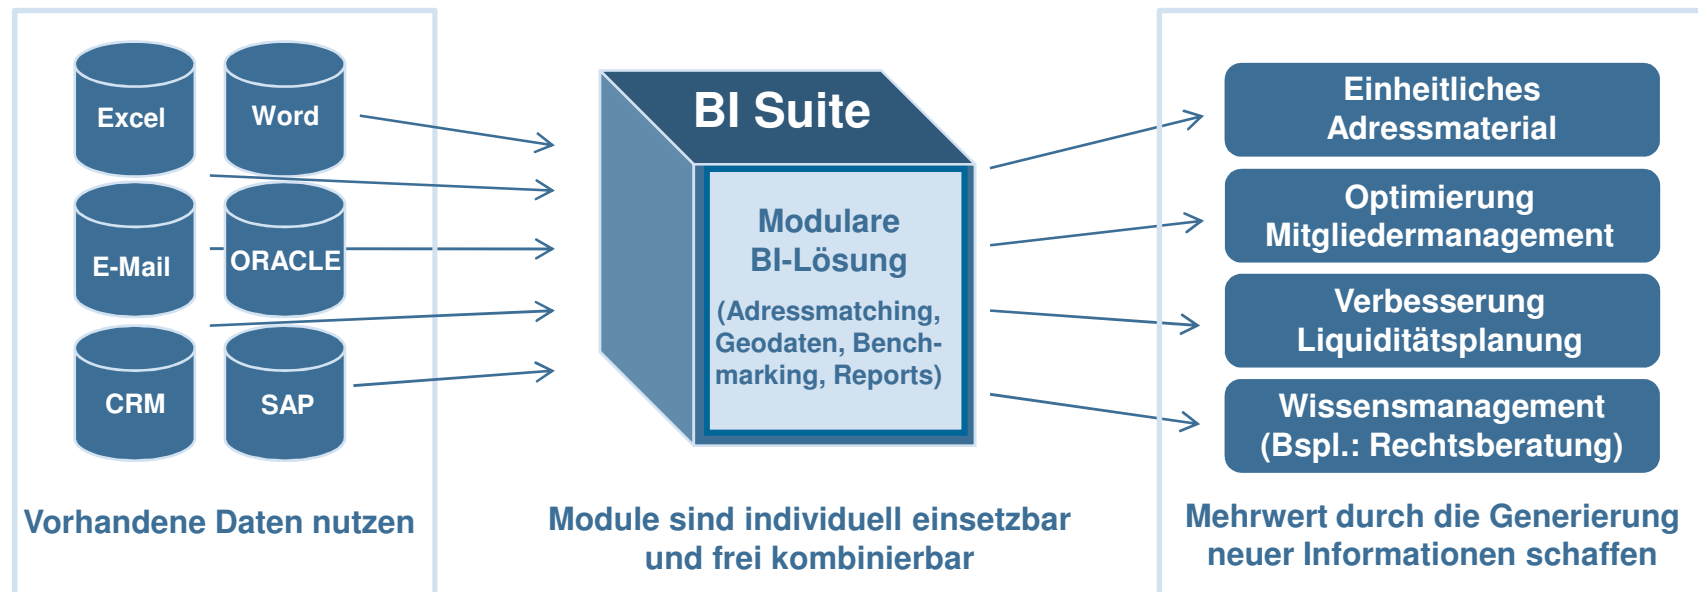 Excel
Word
E-Mail
ORACLE
CRM
SAP
Vorhandene Daten nutzen
BI Suite
Modulare
BI-Lösung
(Adressmatching,
Geodaten, Bench-
marking, Reports)
Module sind individuell einsetzbar
und frei kombinierbar
Einheitliches
Adressmaterial
Optimierung
Mitgliedermanagement
Verbesserung
Liquiditätsplanung
Wissensmanagement
(Bspl.: Rechtsberatung)
Mehrwert durch die Generierung
neuer Informationen schaffen